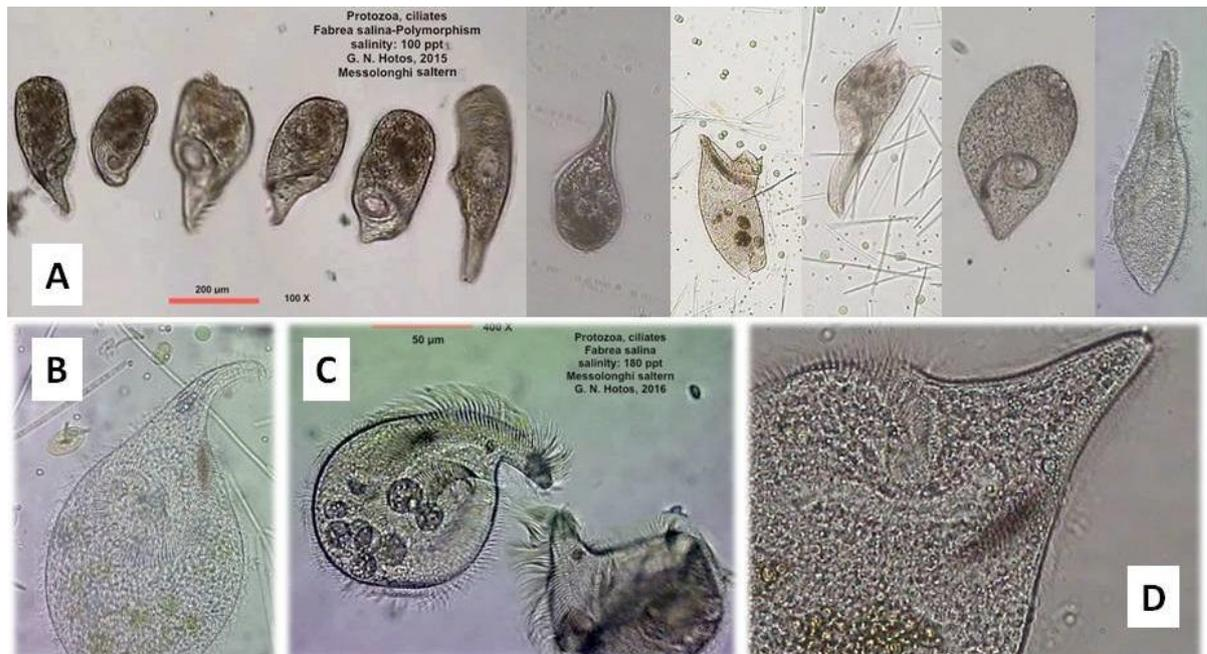 Protozoa, ciliates
Fabrea salina-Polymorphism
salinity: 100 ppt
G. N. Hotos, 2015
Messolonghi saltern
A
200 µm
100 X
B
C
50 µm
400 X
Protozoa, ciliates
Fabrea salina
salinity: 180 ppt
Messolonghi saltern
G. N. Hotos, 2016
D